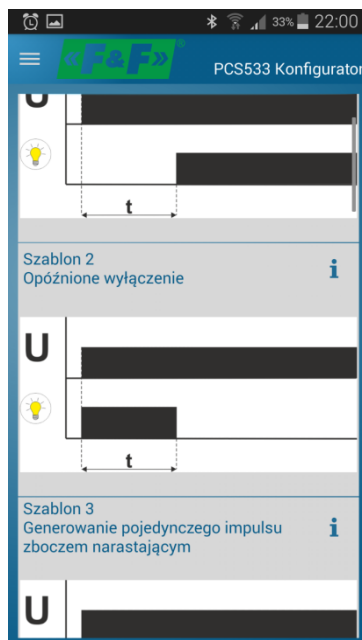 33% 22:00
«F&F»®
PCS533 Konfigurator
U
t
Szablon 2
Opóźnione wyłączenie
i
U
t
Szablon 3
Generowanie pojedynczego impulsu
zboczem narastającym
i
U